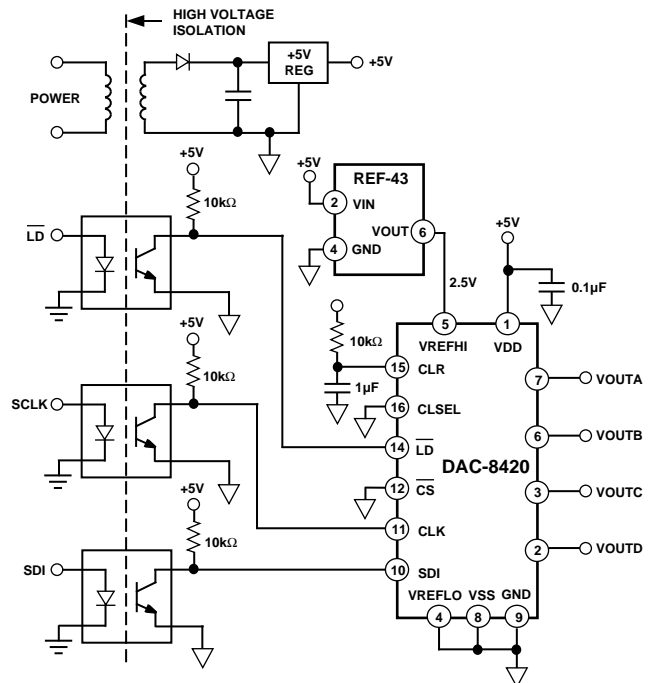 HIGH VOLTAGE
ISOLATION
+5V
REG
+5V
POWER
+5V
10kΩ
LD
+5V
REF-43
2
VIN
VOUT
6
4
GND
2.5V
+5V
0.1µF
10kΩ
1µF
5
1
VREFHI
VDD
15
CLR
16
CLSEL
14
LD
DAC-8420
12
CS
11
CLK
10
SDI
VREFLO
VSS
GND
4
8
9
7
VOUTA
6
VOUTB
3
VOUTC
2
VOUTD
+5V
10kΩ
SCLK
+5V
10kΩ
SDI